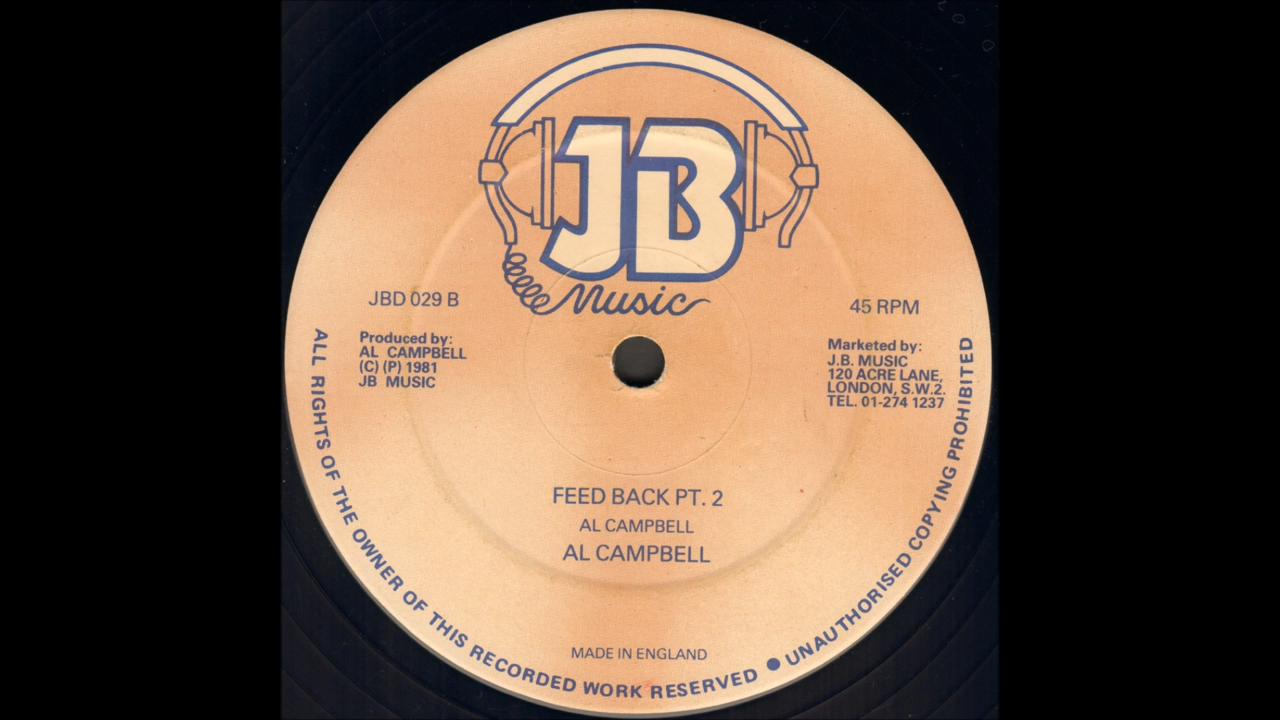 JB
Music
JBD 029 B
45 RPM
Produced by:
AL CAMPBELL
(C) (P) 1981
JB MUSIC
Marketed by:
J.B. MUSIC
120 ACRE LANE,
LONDON, S.W.2.
TEL. 01-274 1237
FEED BACK PT. 2
AL CAMPBELL
AL CAMPBELL
MADE IN ENGLAND
ALL RIGHTS OF THE OWNER OF THIS RECORDED WORK RESERVED ● UNAUTHORISED COPYING PROHIBITED